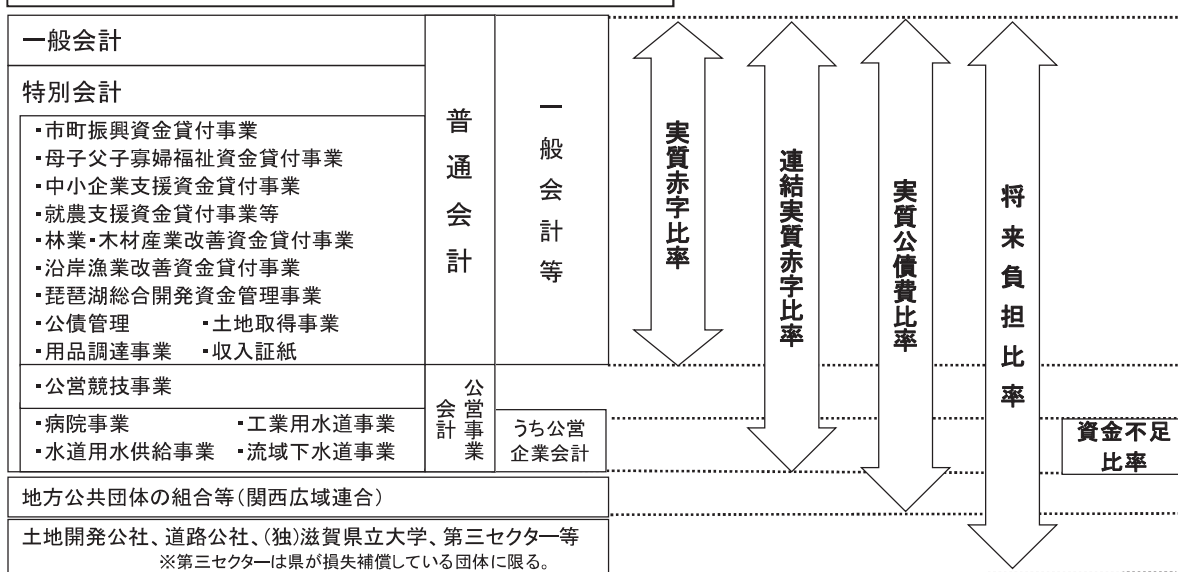 一般会計
特別会計
・市町振興資金貸付事業
・母子父子寡婦福祉資金貸付事業
・中小企業支援資金貸付事業
・就農支援資金貸付事業等
・林業・木材産業改善資金貸付事業
・沿岸漁業改善資金貸付事業
・琵琶湖総合開発資金管理事業
・公債管理 ・土地取得事業
・用品調達事業 ・収入証紙
・公営競技事業
・病院事業 ・工業用水道事業
・水道用水供給事業 ・流域下水道事業
普通会計
公営事業
会計
一般会計等
うち公営
企業会計
地方公共団体の組合等(関西広域連合)
土地開発公社、道路公社、(独)滋賀県立大学、第三セクター等
※第三セクターは県が損失補償している団体に限る。
実質赤字比率
連結実質赤字比率
実質公債費比率
将来負担比率
資金不足
比率